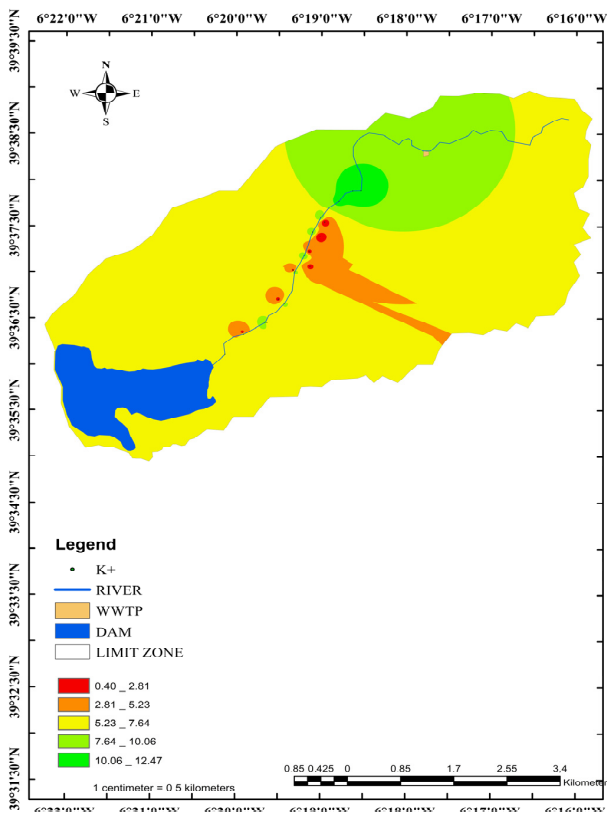 6°22'0"W 6°21'0"W 6°20'0"W 6°19'0"W 6°18'0"W 6°17'0"W 6°16'0"W
39°39'30"N
39°38'30"N
39°37'30"N
39°36'30"N
39°35'30"N
39°34'30"N
39°33'30"N
39°32'30"N
39°31'30"N
N
W E
S
Legend
K+
RIVER
WWTP
DAM
LIMIT ZONE
0.40 _ 2.81
2.81 _ 5.23
5.23 _ 7.64
7.64 _ 10.06
10.06 _ 12.47
1 centimeter = 0.5 kilometers
0.85 0.425 0 0.85 1.7 2.55 3.4
Kilometer